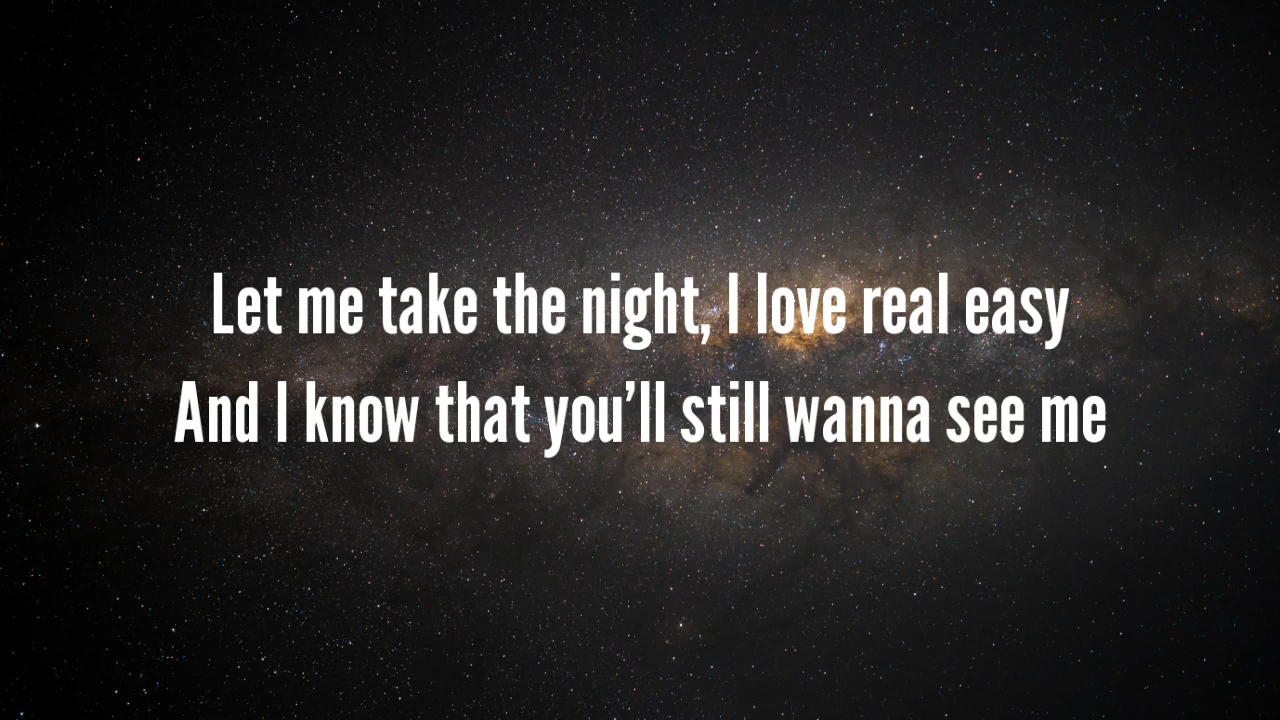 Let me take the night, I love real easy
And I know that you’ll still wanna see me